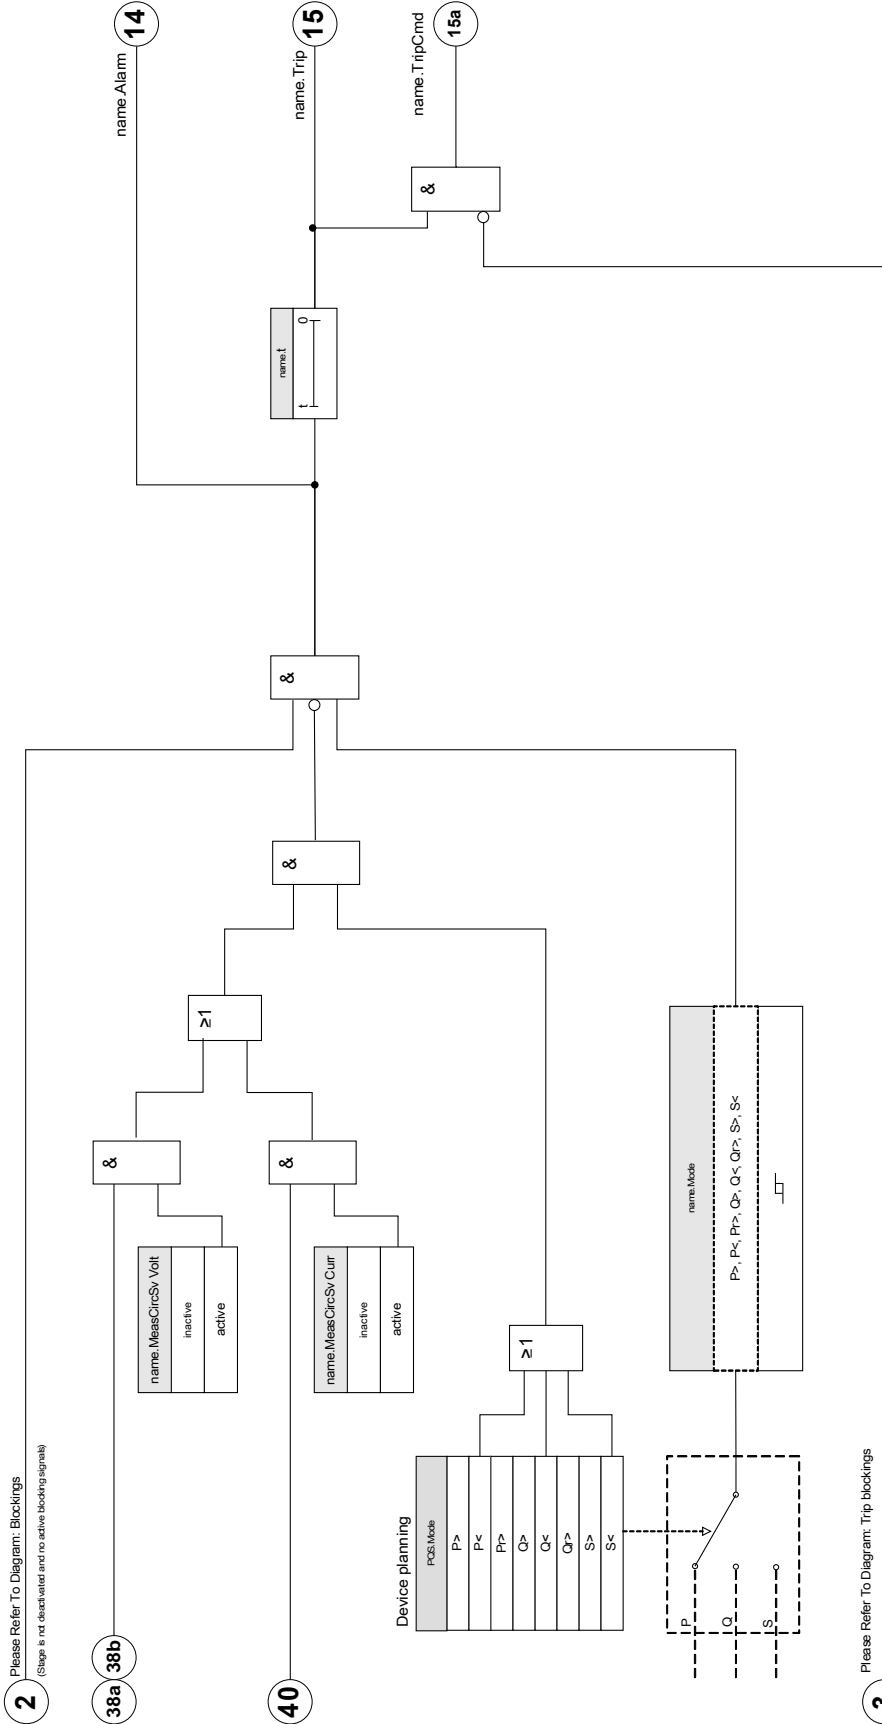 2
Please Refer To Diagram: Blockings
(Stage is not deactivated and no active blocking signals)
14
name.Alarm
38a
38b
name.MeasCircSv Volt
inactive
active
&
≥1
40
name.MeasCircSv Curr
inactive
active
&
&
&
name.t
t
0
15
name.Trip
&
15a
name.TripCmd
Device planning
PQS.Mode
P>
P<
Pr>
Q>
Q<
Qr>
S>
S<
≥1
P
Q
S
name.Mode
P>, P<, Pr>, Q>, Q<, Qr>, S>, S<
Please Refer To Diagram: Trip blockings